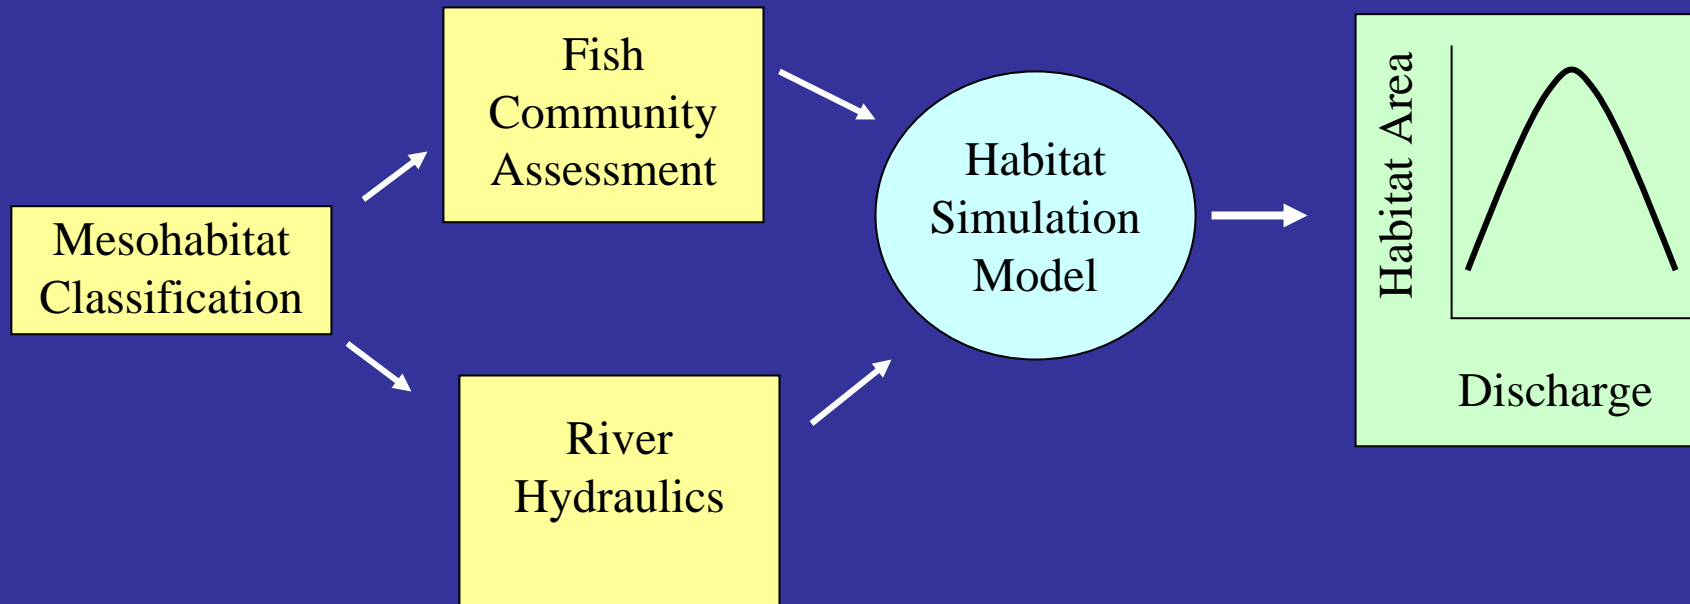 Mesohabitat
Classification
Fish
Community
Assessment
River
Hydraulics
Habitat
Simulation
Model
Habitat Area
Discharge